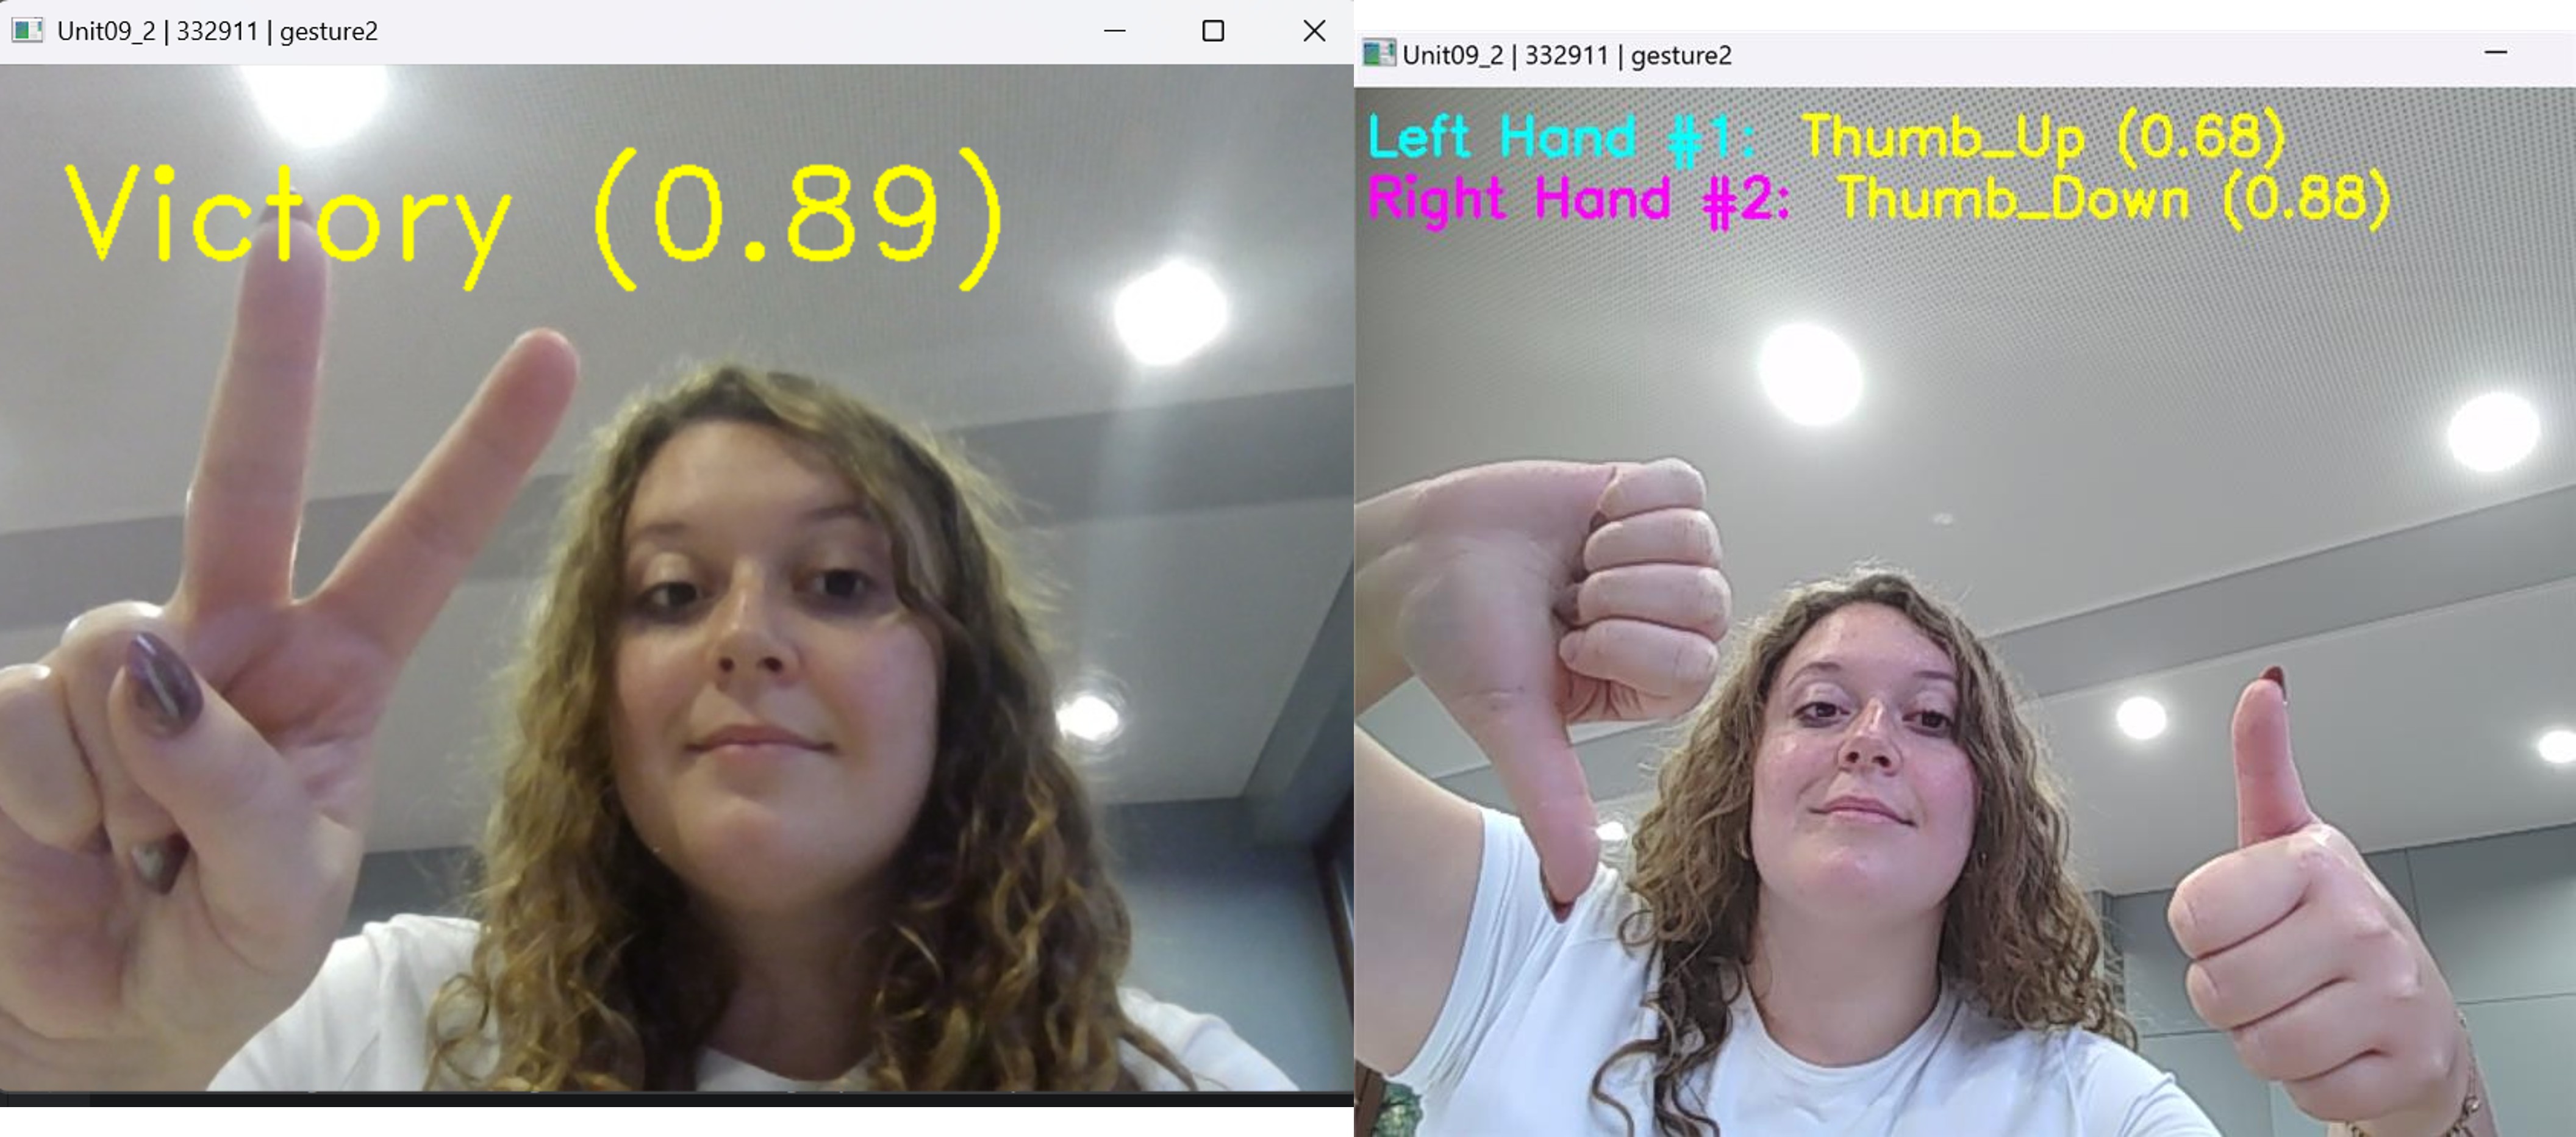 Unit09_2 | 332911 | gesture2
Victory (0.89)
Unit09_2 | 332911 | gesture2
Left Hand #1: Thumb_Up (0.68)
Right Hand #2: Thumb_Down (0.88)